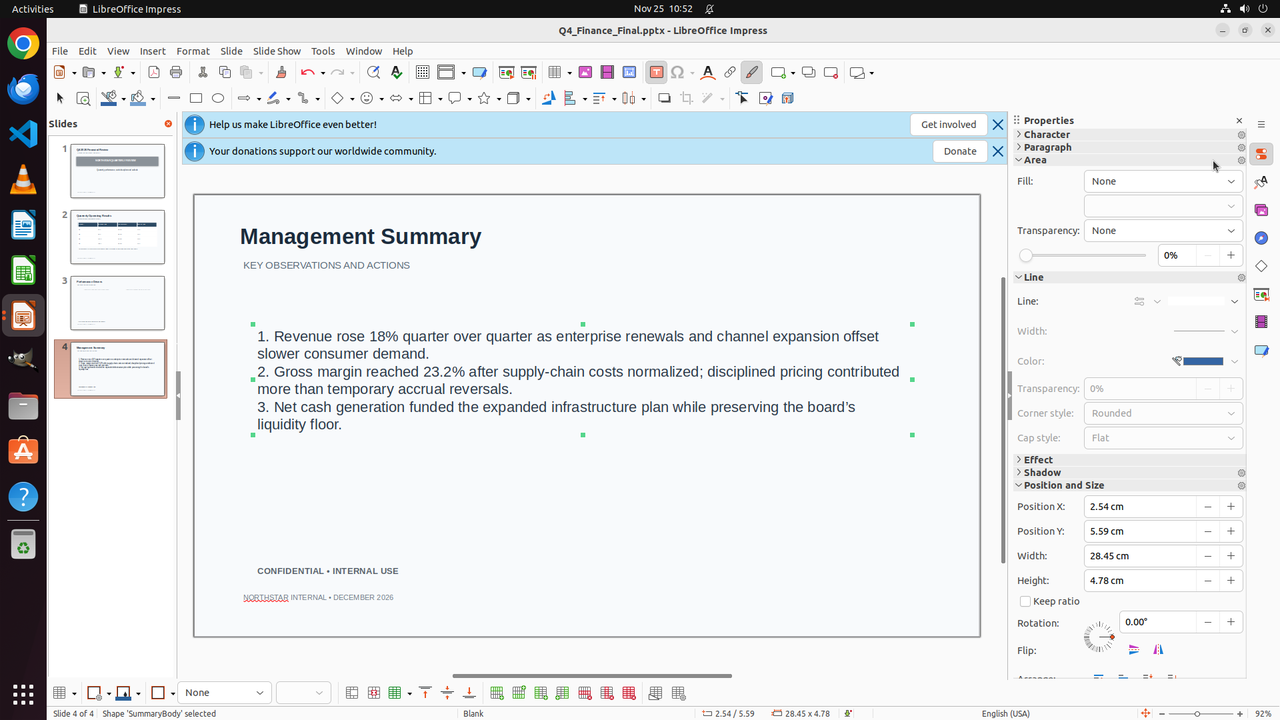 Activities
LibreOffice Impress
Nov 25 10:52
Q4_Finance_Final.pptx - LibreOffice Impress
File Edit View Insert Format Slide Slide Show Tools Window Help
Slides
Help us make LibreOffice even better!
Get involved
Your donations support our worldwide community.
Donate
1
2
3
4
Management Summary
KEY OBSERVATIONS AND ACTIONS
1. Revenue rose 18% quarter over quarter as enterprise renewals and channel expansion offset
slower consumer demand.
2. Gross margin reached 23.2% after supply-chain costs normalized; disciplined pricing contributed
more than temporary accrual reversals.
3. Net cash generation funded the expanded infrastructure plan while preserving the board’s
liquidity floor.
CONFIDENTIAL • INTERNAL USE
NORTHSTAR INTERNAL • DECEMBER 2026
Properties
Character
Paragraph
Area
Fill: None
Transparency: None
0%
Line
Line:
Width:
Color:
Transparency: 0%
Corner style: Rounded
Cap style: Flat
Effect
Shadow
Position and Size
Position X: 2.54 cm
Position Y: 5.59 cm
Width: 28.45 cm
Height: 4.78 cm
Keep ratio
Rotation: 0.00°
Flip:
None
Slide 4 of 4
Shape 'SummaryBody' selected
Blank
2.54 / 5.59
28.45 x 4.78
English (USA)
92%